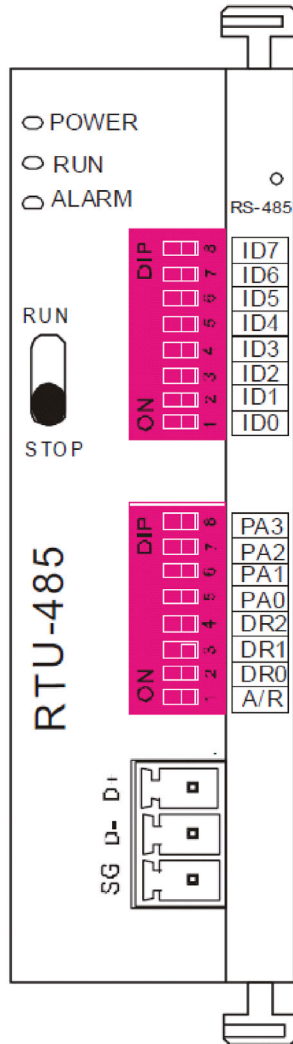 POWER
RUN
ALARM
RS-485
RUN
STOP
DIP
ON
8
7
6
5
4
3
2
1
ID7
ID6
ID5
ID4
ID3
ID2
ID1
ID0
RTU-485
DIP
ON
8
7
6
5
4
3
2
1
PA3
PA2
PA1
PA0
DR2
DR1
DR0
A/R
D+
D-
SG